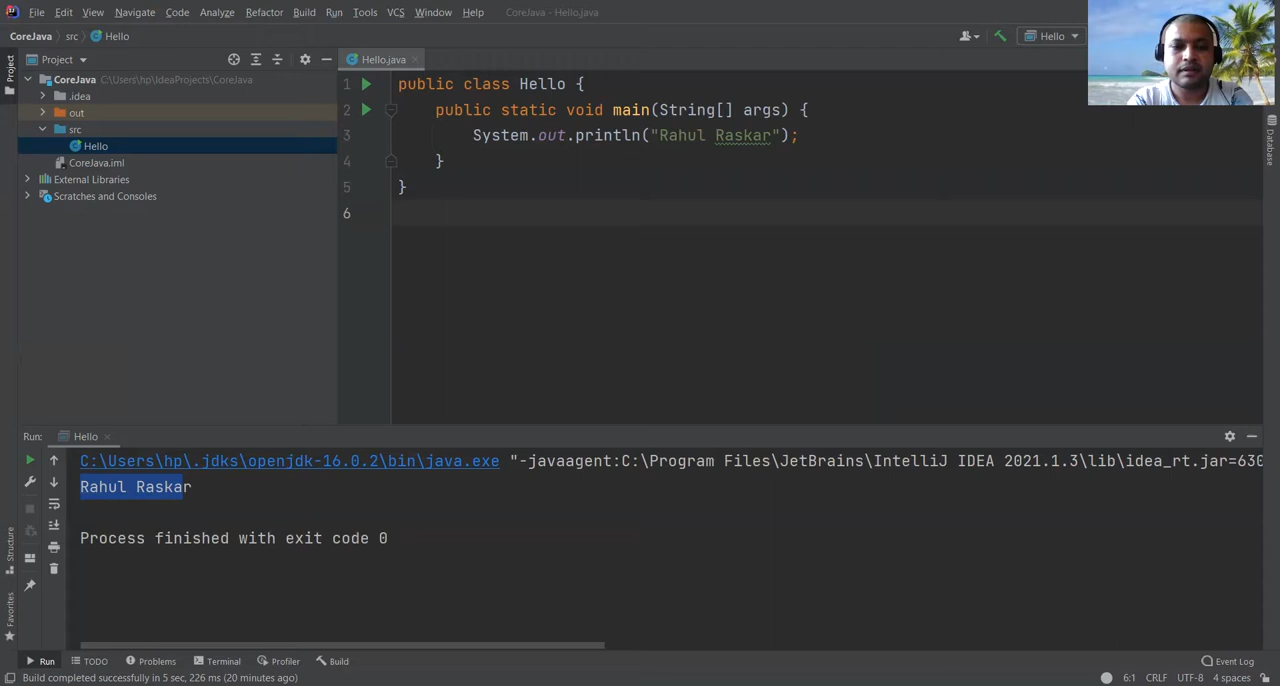 File Edit View Navigate Code Analyze Refactor Build Run Tools VCS Window Help CoreJava - Hello.java
CoreJava src Hello
Hello
Project
Project
Hello.java
CoreJava C:\Users\hp\IdeaProjects\CoreJava
.idea
out
src
Hello
CoreJava.iml
External Libraries
Scratches and Consoles
1 public class Hello {
2 public static void main(String[] args) {
3 System.out.println("Rahul Raskar");
4 }
5 }
6
Database
Run: Hello
C:\Users\hp\.jdks\openjdk-16.0.2\bin\java.exe "-javaagent:C:\Program Files\JetBrains\IntelliJ IDEA 2021.1.3\lib\idea_rt.jar=630
Rahul Raskar
Process finished with exit code 0
Structure
Favorites
Run TODO Problems Terminal Profiler Build Event Log
Build completed successfully in 5 sec, 226 ms (20 minutes ago) 6:1 CRLF UTF-8 4 spaces